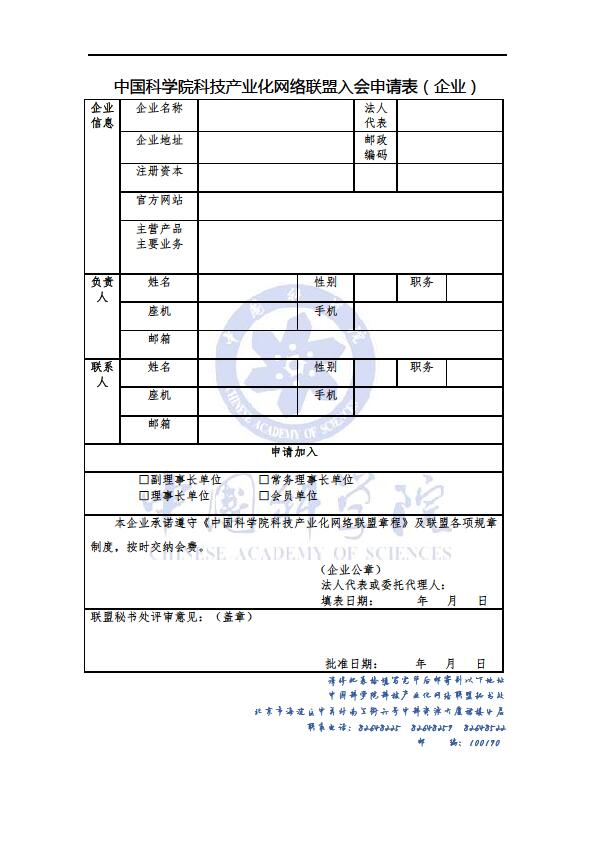 中国科学院科技产业化网络联盟入会申请表（企业）
企业信息
企业名称 法人代表
企业地址 邮政编码
注册资本
官方网站
主营产品
主要业务
负责人
姓名 性别 职务
座机 手机
邮箱
联系人
姓名 性别 职务
座机 手机
邮箱
中国科学院
CHINESE ACADEMY OF SCIENCES
申请加入
□副理事长单位 □常务理事长单位
□理事长单位 □会员单位
中国科学院
CHINESE ACADEMY OF SCIENCES
本企业承诺遵守《中国科学院科技产业化网络联盟章程》及联盟各项规章
制度，按时交纳会费。
（企业公章）
法人代表或委托代理人：
填表日期： 年 月 日
联盟秘书处评审意见：（盖章）
批准日期： 年 月 日
请将此表格填写完毕后邮寄到以下地址
中国科学院科技产业化网络联盟秘书处
北京市海淀区中关村南三街六号中科资源大厦 楼4层
联系电话：82648225 82648259 82648522
邮 编：100190